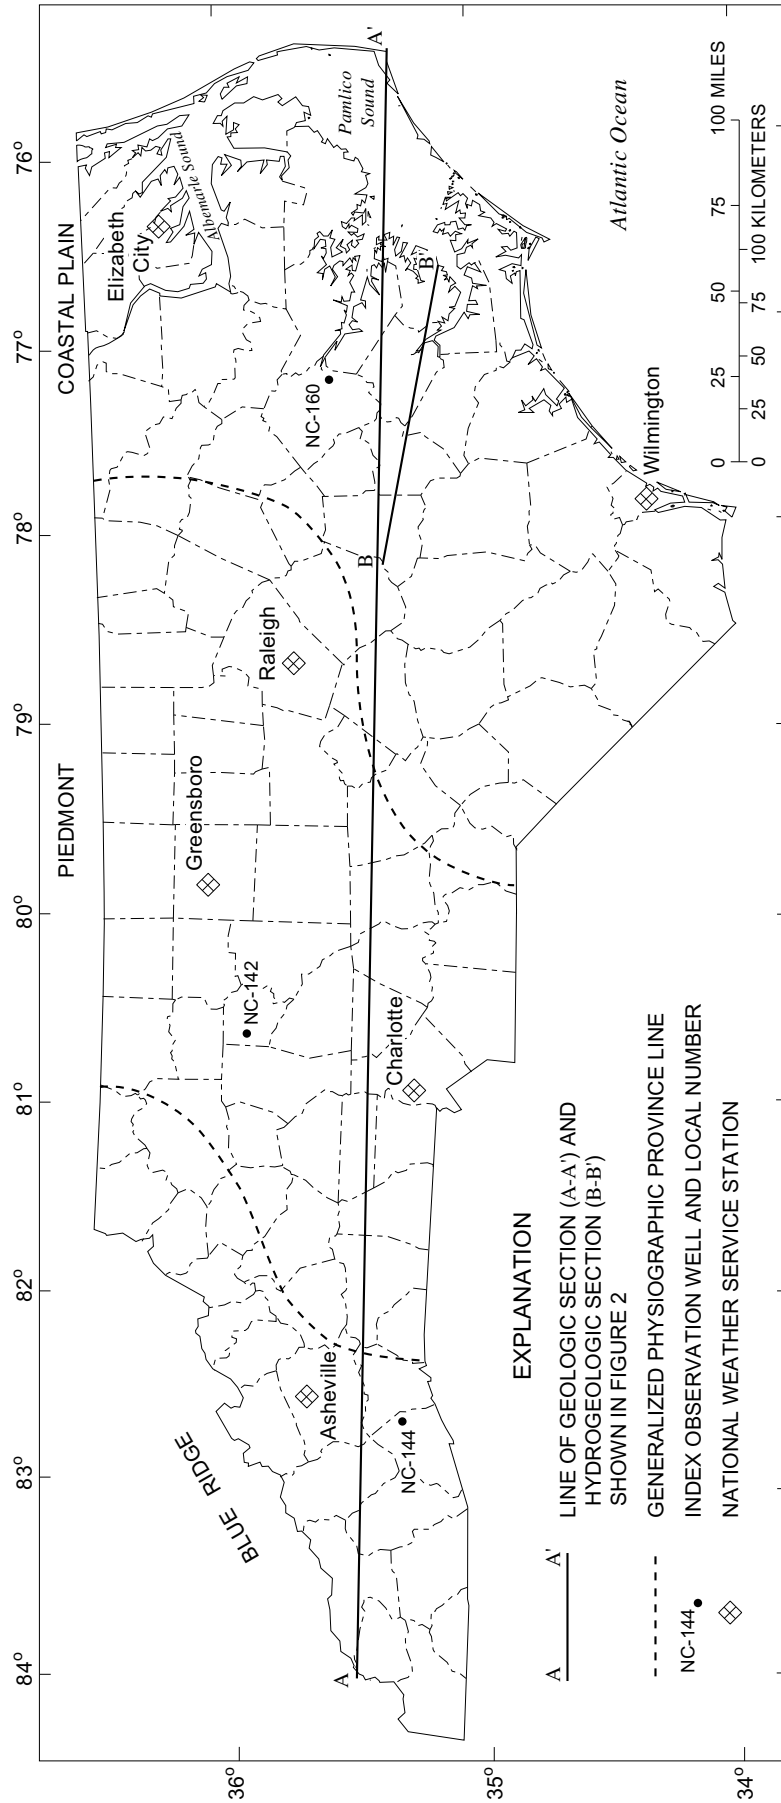 84°
83°
82°
81°
80°
79°
78°
77°
76°
BLUE RIDGE
PIEDMONT
COASTAL PLAIN
36°
35°
34°
Elizabeth
City
Albemarle Sound
Greensboro
NC-142
Raleigh
NC-160
Pamlico
Sound
Asheville
NC-144
Charlotte
A
A'
B
B'
Wilmington
Atlantic Ocean
EXPLANATION
A A' LINE OF GEOLOGIC SECTION (A-A') AND
HYDROGEOLOGIC SECTION (B-B')
SHOWN IN FIGURE 2
GENERALIZED PHYSIOGRAPHIC PROVINCE LINE
NC-144 INDEX OBSERVATION WELL AND LOCAL NUMBER
NATIONAL WEATHER SERVICE STATION
0 25 50 75 100 MILES
0 25 50 75 100 KILOMETERS